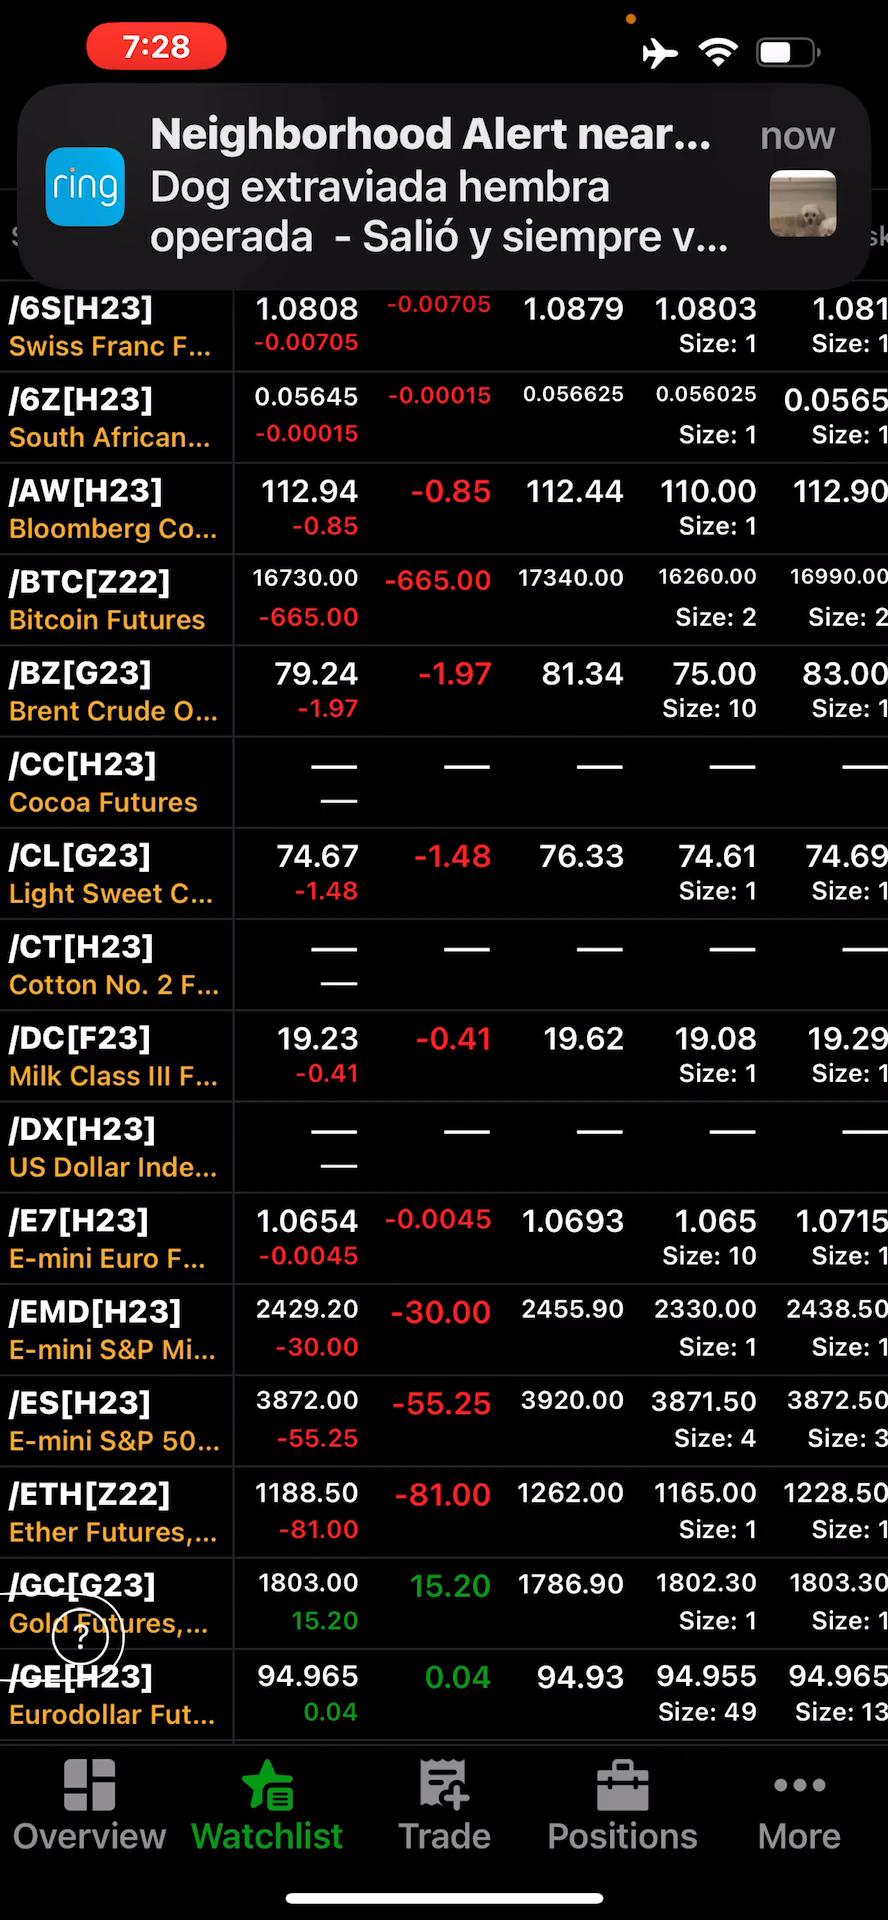 7:28
ring
Neighborhood Alert near... now
Dog extraviada hembra
operada - Salió y siempre v...
/6S[H23] 1.0808 -0.00705 1.0879 1.0803 1.081
Swiss Franc F... -0.00705 Size: 1 Size: 1
/6Z[H23] 0.05645 -0.00015 0.056625 0.056025 0.0565
South African... -0.00015 Size: 1 Size: 1
/AW[H23] 112.94 -0.85 112.44 110.00 112.90
Bloomberg Co... -0.85 Size: 1
/BTC[Z22] 16730.00 -665.00 17340.00 16260.00 16990.00
Bitcoin Futures -665.00 Size: 2 Size: 2
/BZ[G23] 79.24 -1.97 81.34 75.00 83.00
Brent Crude O... -1.97 Size: 10 Size: 1
/CC[H23] — — — — —
Cocoa Futures —
/CL[G23] 74.67 -1.48 76.33 74.61 74.69
Light Sweet C... -1.48 Size: 1 Size: 1
/CT[H23] — — — — —
Cotton No. 2 F... —
/DC[F23] 19.23 -0.41 19.62 19.08 19.29
Milk Class III F... -0.41 Size: 1 Size: 1
/DX[H23] — — — — —
US Dollar Inde... —
/E7[H23] 1.0654 -0.0045 1.0693 1.065 1.0715
E-mini Euro F... -0.0045 Size: 10 Size: 1
/EMD[H23] 2429.20 -30.00 2455.90 2330.00 2438.50
E-mini S&P Mi... -30.00 Size: 1 Size: 1
/ES[H23] 3872.00 -55.25 3920.00 3871.50 3872.50
E-mini S&P 50... -55.25 Size: 4 Size: 3
/ETH[Z22] 1188.50 -81.00 1262.00 1165.00 1228.50
Ether Futures,... -81.00 Size: 1 Size: 1
/GC[G23] 1803.00 15.20 1786.90 1802.30 1803.30
Gold Futures,... 15.20 Size: 1 Size: 1
?
/GE[H23] 94.965 0.04 94.93 94.955 94.965
Eurodollar Fut... 0.04 Size: 49 Size: 13
Overview Watchlist Trade Positions More